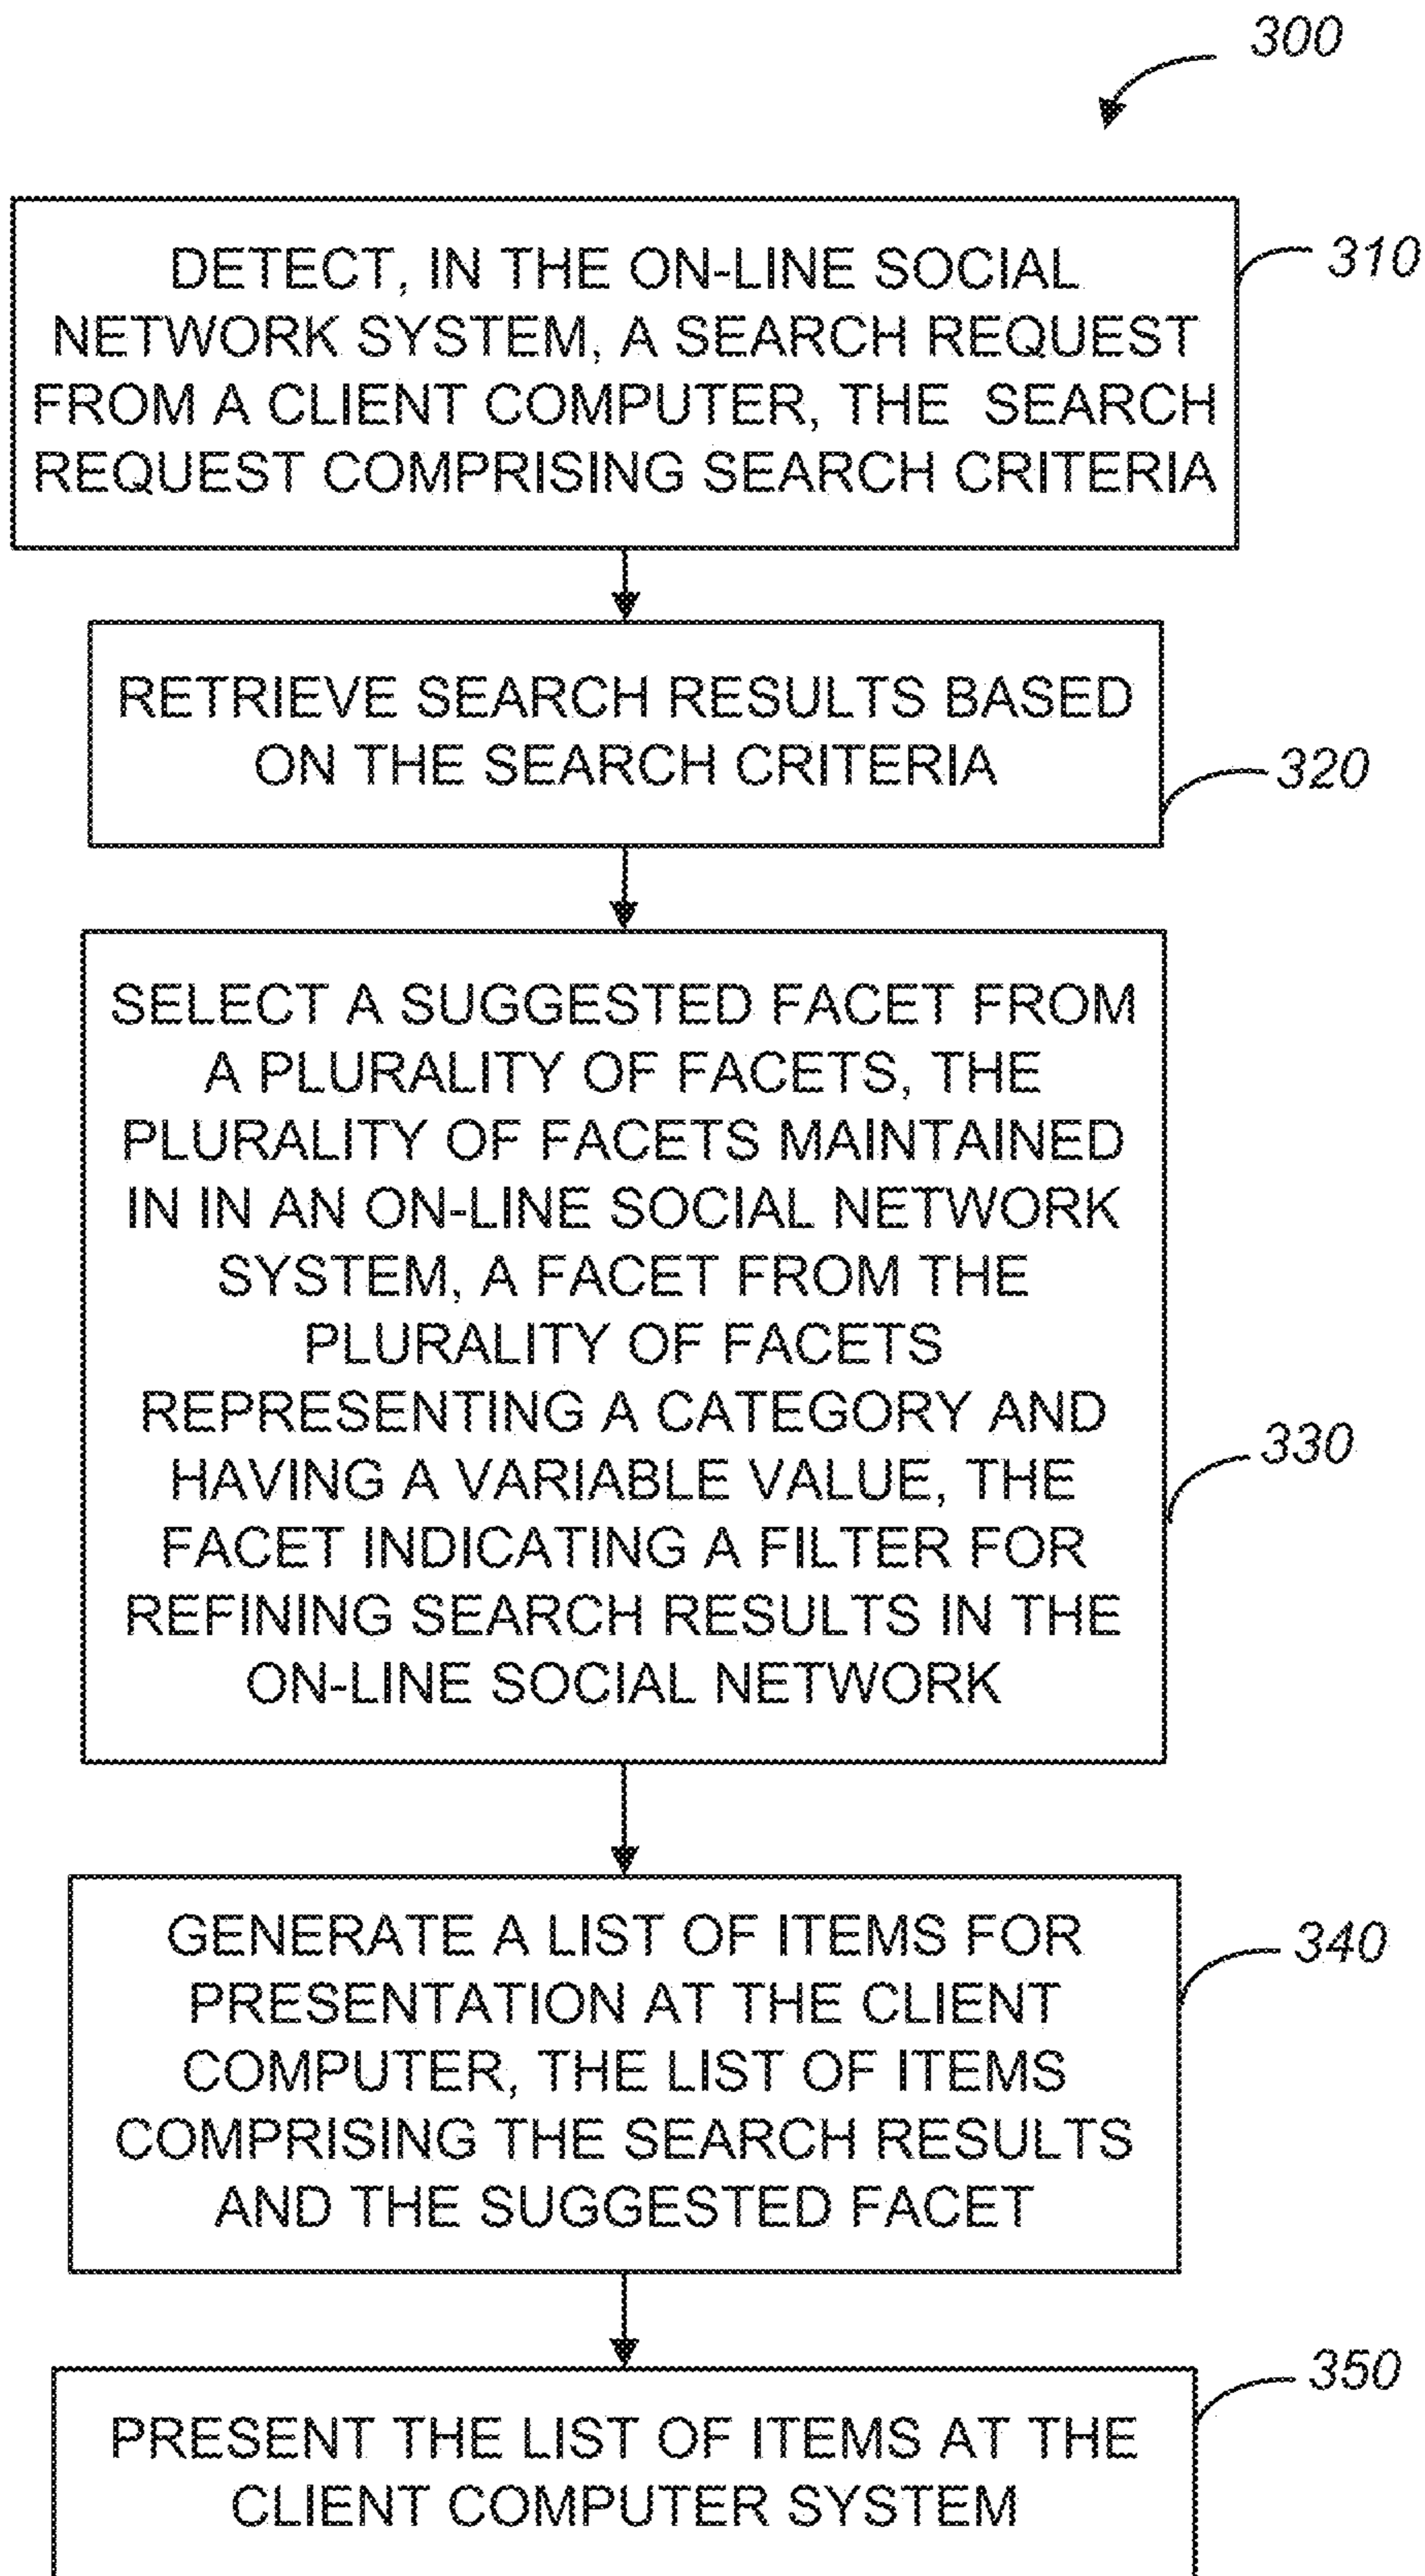 300
DETECT, IN THE ON-LINE SOCIAL
NETWORK SYSTEM, A SEARCH REQUEST
FROM A CLIENT COMPUTER, THE SEARCH
REQUEST COMPRISING SEARCH CRITERIA
310
RETRIEVE SEARCH RESULTS BASED
ON THE SEARCH CRITERIA
320
SELECT A SUGGESTED FACET FROM
A PLURALITY OF FACETS, THE
PLURALITY OF FACETS MAINTAINED
IN IN AN ON-LINE SOCIAL NETWORK
SYSTEM, A FACET FROM THE
PLURALITY OF FACETS
REPRESENTING A CATEGORY AND
HAVING A VARIABLE VALUE, THE
FACET INDICATING A FILTER FOR
REFINING SEARCH RESULTS IN THE
ON-LINE SOCIAL NETWORK
330
GENERATE A LIST OF ITEMS FOR
PRESENTATION AT THE CLIENT
COMPUTER, THE LIST OF ITEMS
COMPRISING THE SEARCH RESULTS
AND THE SUGGESTED FACET
340
PRESENT THE LIST OF ITEMS AT THE
CLIENT COMPUTER SYSTEM
350